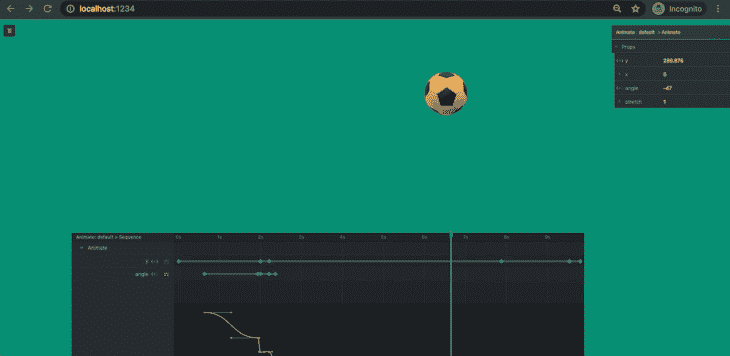 localhost:1234
Incognito
Animate: default > Animate
Props
y 289.876
x 0
angle -47
stretch 1
Animate: default > Sequence
0s 1s 2s 3s 4s 5s 6s 7s 8s 9s
Animate
y
angle